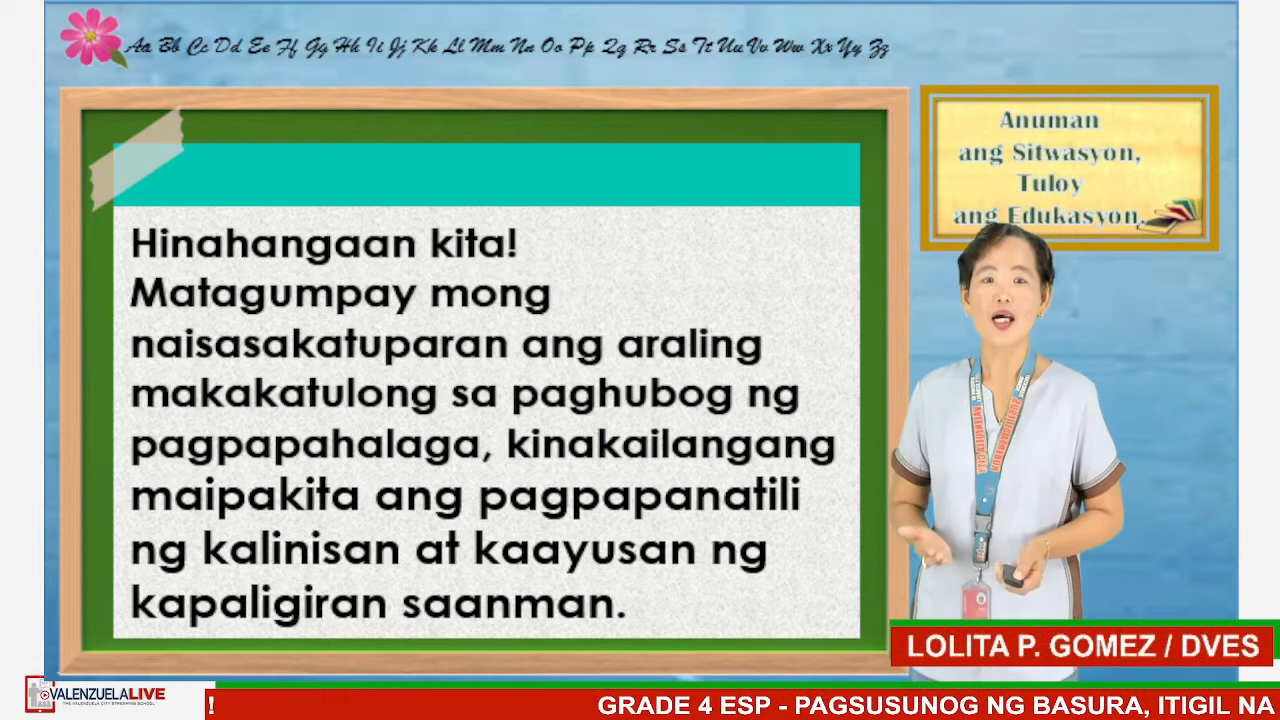 Aa Bb Cc Dd Ee Ff Gg Hh Ii Jj Kk Ll Mm Nn Oo Pp Qq Rr Ss Tt Uu Vv Ww Xx Yy Zz
Anuman
ang Sitwasyon,
Tuloy
ang Edukasyon.
Hinahangaan kita!
Matagumpay mong
naisasakatuparan ang araling
makakatulong sa paghubog ng
pagpapahalaga, kinakailangang
maipakita ang pagpapanatili
ng kalinisan at kaayusan ng
kapaligiran saanman.
LOLITA P. GOMEZ / DVES
VALENZUELALIVE
THE VALENZUELA CITY STREAMING SCHOOL
! GRADE 4 ESP - PAGSUSUNOG NG BASURA, ITIGIL NA